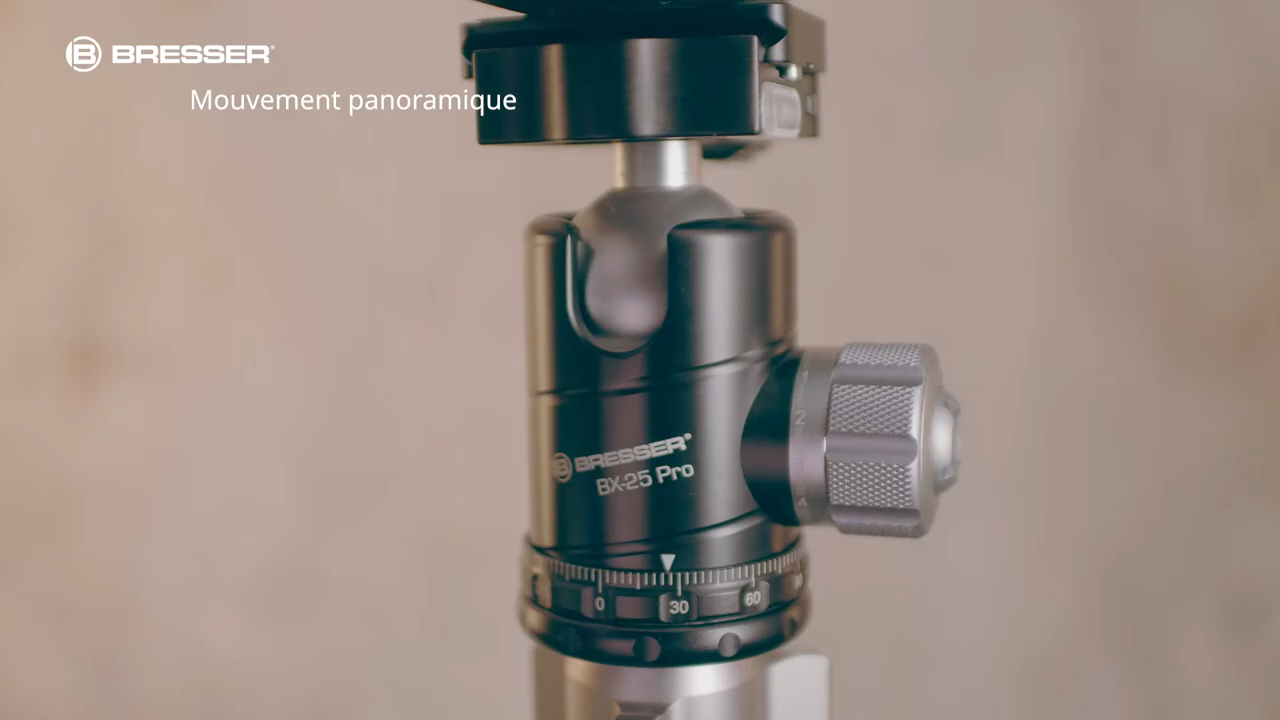 BRESSER
Mouvement panoramique
BRESSER
BX-25 Pro
0 30 60